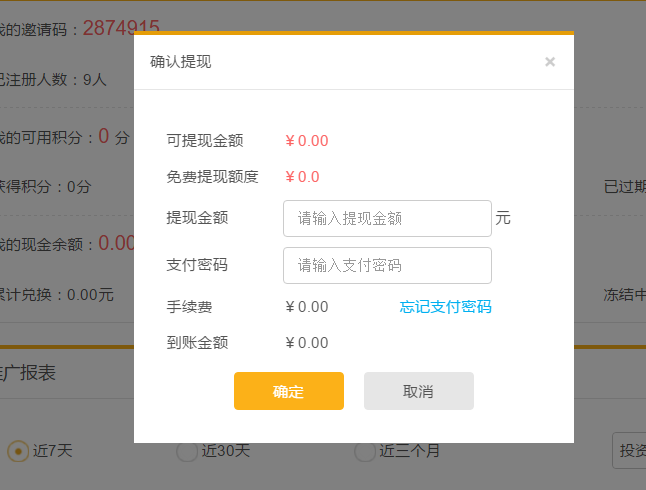 我的邀请码：2874915
已注册人数：9人
我的可用积分：0 分
获得积分：0分
已过期
我的现金余额：0.00
累计兑换：0.00元
冻结中
推广报表
近7天
近30天
近三个月
投资
确认提现
×
可提现金额 ￥0.00
免费提现额度 ￥0.0
提现金额 请输入提现金额 元
支付密码 请输入支付密码
手续费 ￥0.00 忘记支付密码
到账金额 ￥0.00
确定 取消